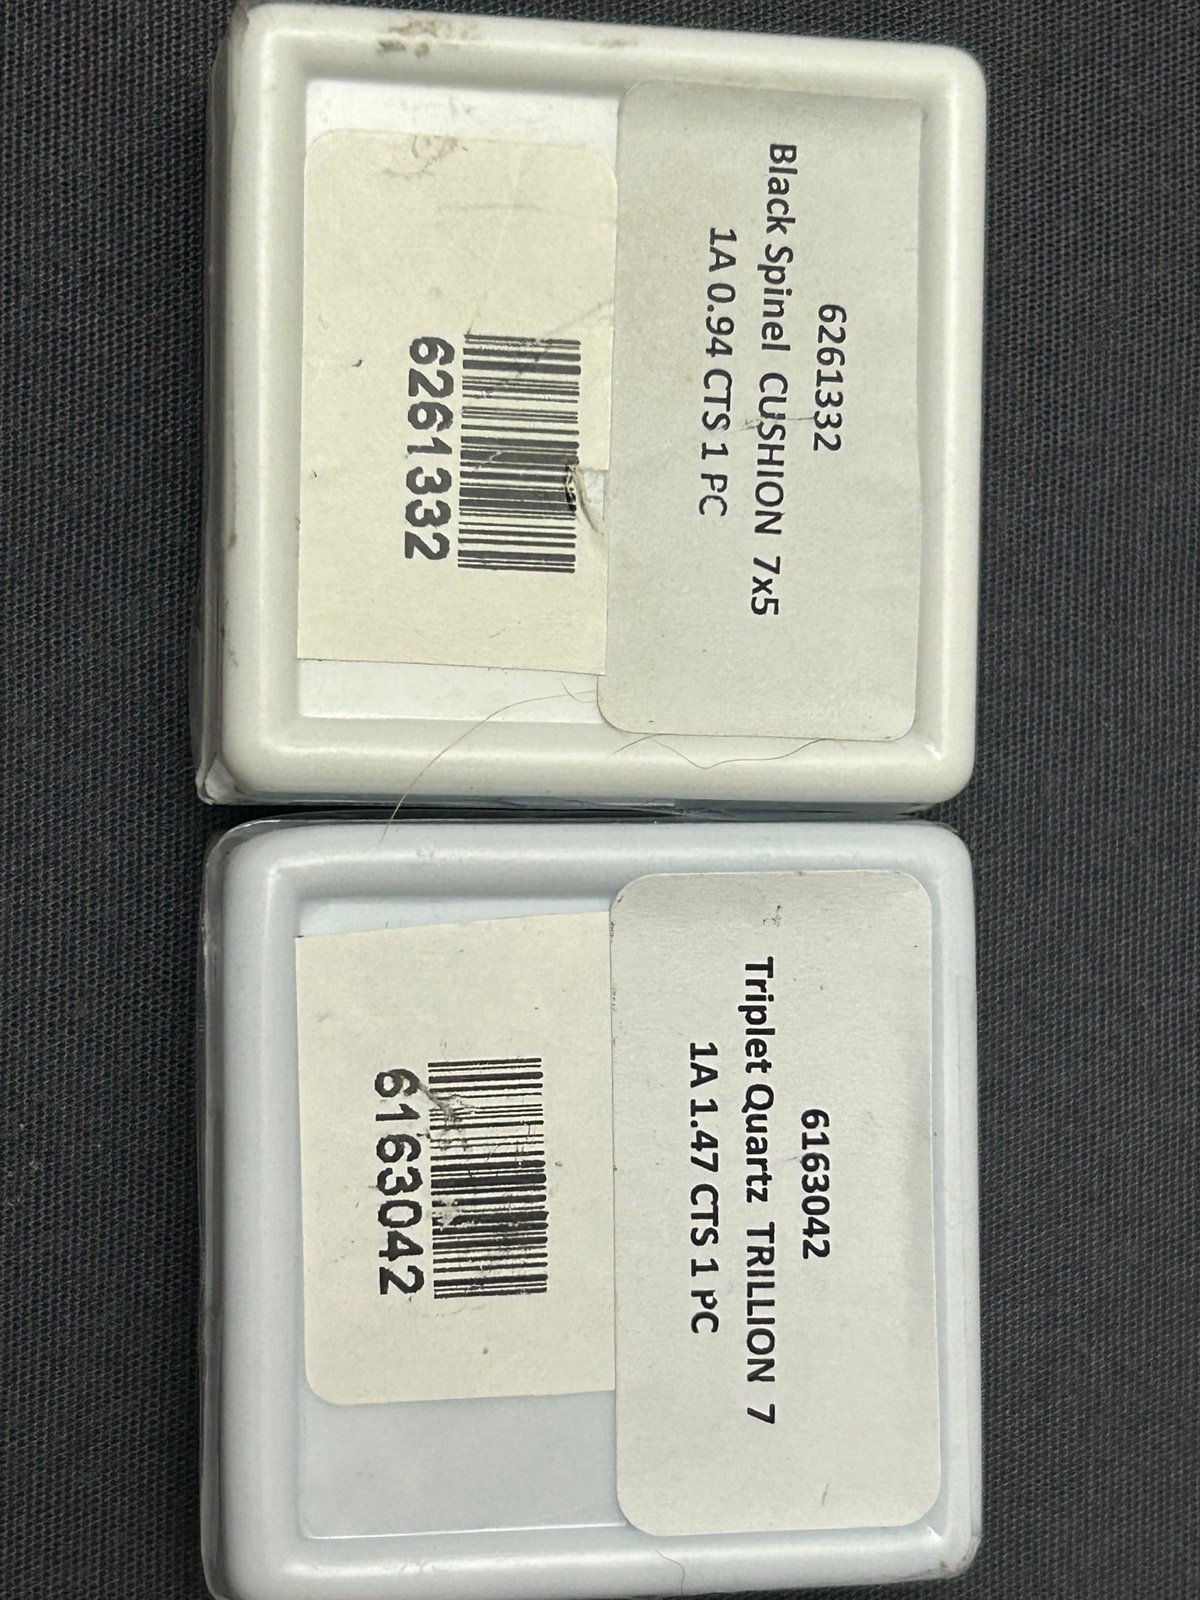 6261332
Black Spinel CUSHION 7x5
1A 0.94 CTS 1 PC
6261332
6163042
Triplet Quartz TRILLION 7
1A 1.47 CTS 1 PC
6163042